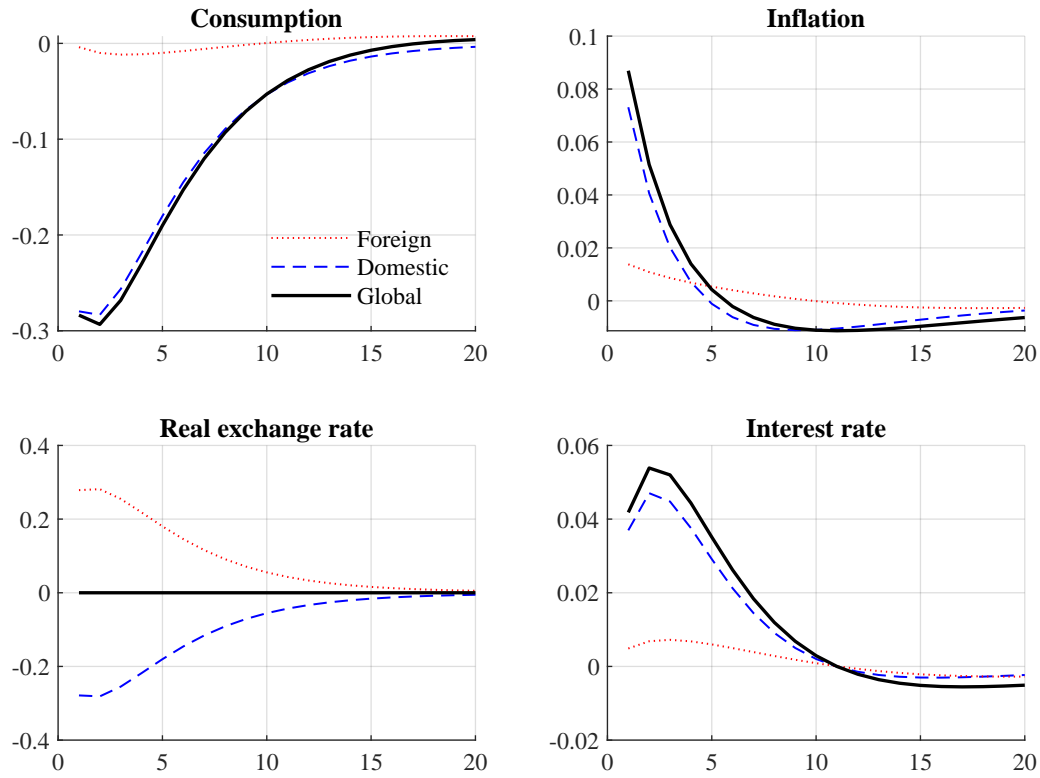 Consumption
0
-0.1
-0.2
-0.3
0 5 10 15 20
Foreign
Domestic
Global
Inflation
0.1
0.08
0.06
0.04
0.02
0
0 5 10 15 20
Real exchange rate
0.4
0.2
0
-0.2
-0.4
0 5 10 15 20
Interest rate
0.06
0.04
0.02
0
-0.02
0 5 10 15 20